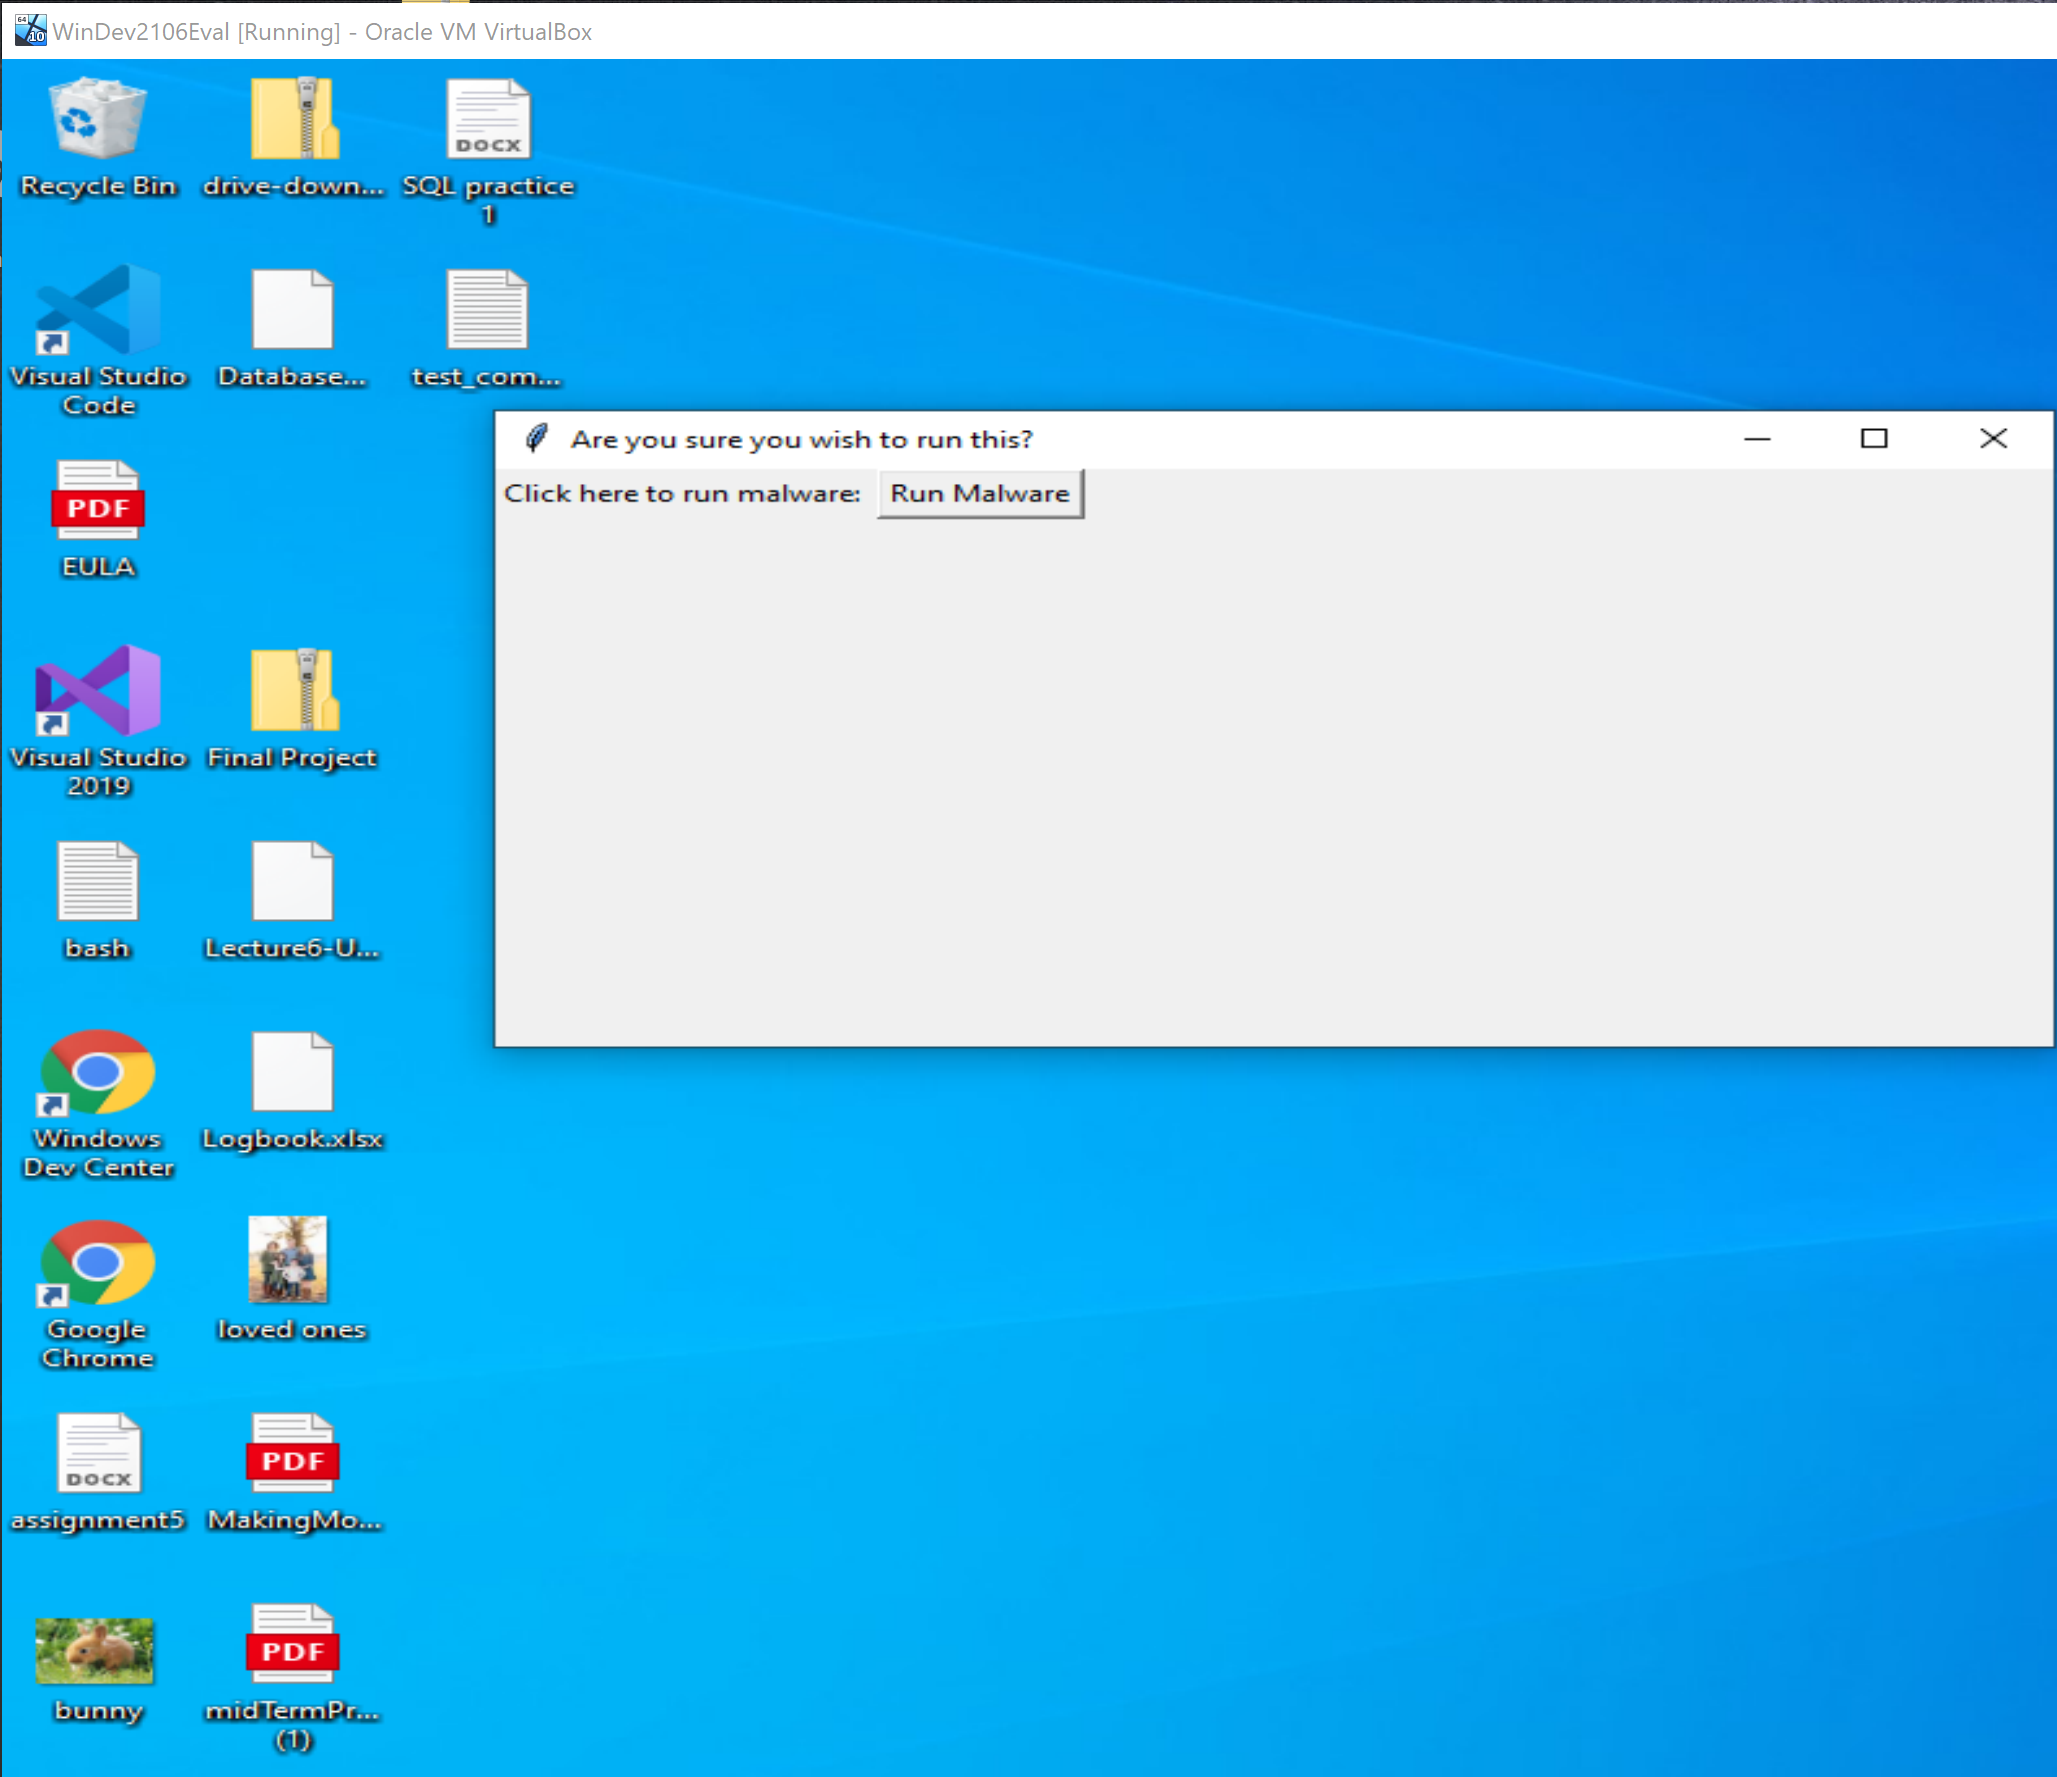 WinDev2106Eval [Running] - Oracle VM VirtualBox
Recycle Bin
drive-down...
DOCX
SQL practice
1
Visual Studio
Code
Database...
test_com...
Are you sure you wish to run this?
Click here to run malware:
Run Malware
PDF
EULA
Visual Studio
2019
Final Project
bash
Lecture6-U...
Windows
Dev Center
Logbook.xlsx
Google
Chrome
loved ones
DOCX
assignment5
PDF
MakingMo...
bunny
PDF
midTermPr...
(1)